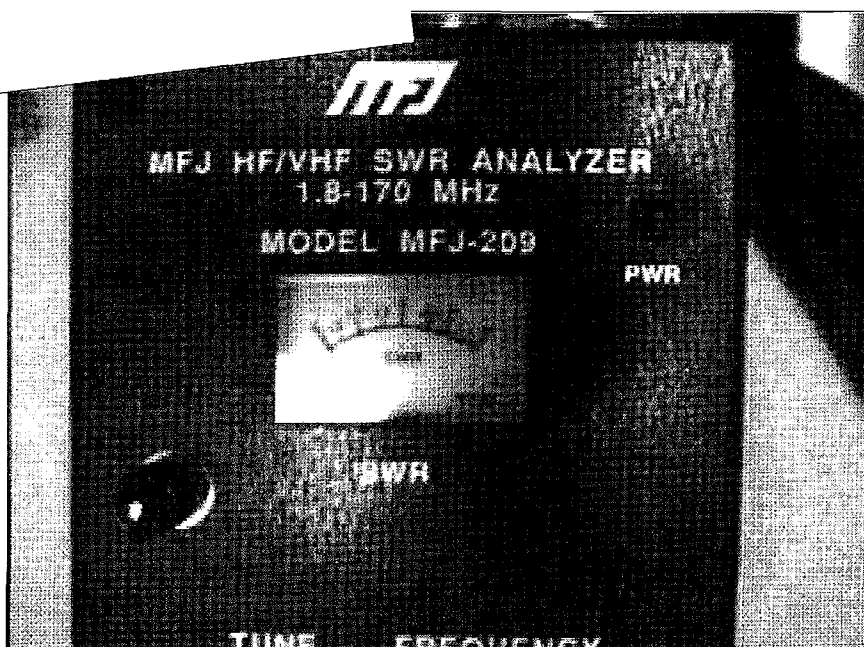 MFJ
MFJ HF/VHF SWR ANALYZER
1.8-170 MHz
MODEL MFJ-209
PWR
SWR
TUNE FREQUENCY